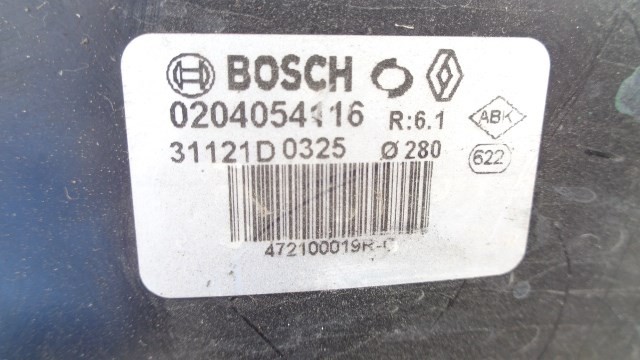 BOSCH
0204054116 R:6.1 ABK
31121D 0325 Ø 280 622
472100019R-C